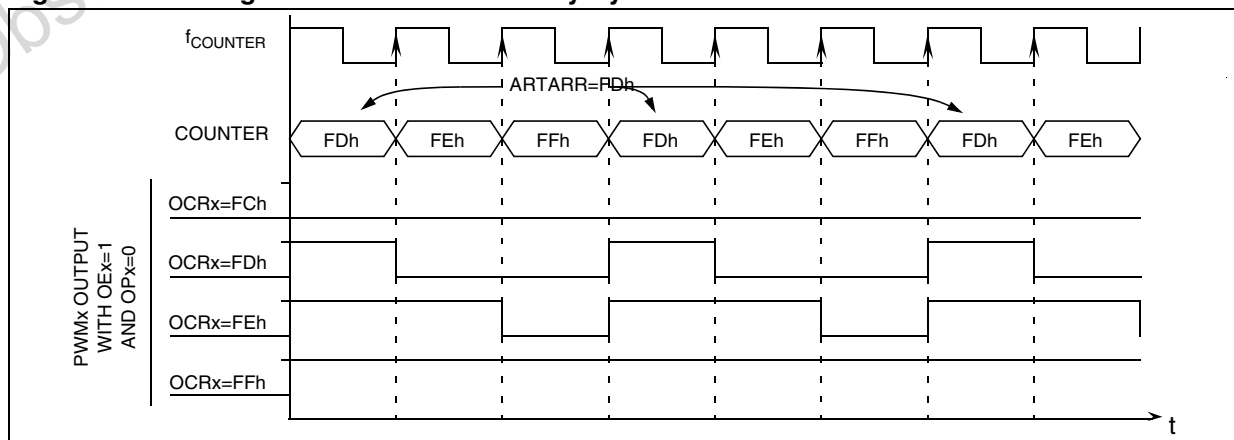 fCOUNTER
ARTARR=FDh
COUNTER
FDh FEh FFh FDh FEh FFh FDh FEh
PWMx OUTPUT
WITH OEx=1
AND OPx=0
OCRx=FCh
OCRx=FDh
OCRx=FEh
OCRx=FFh
t